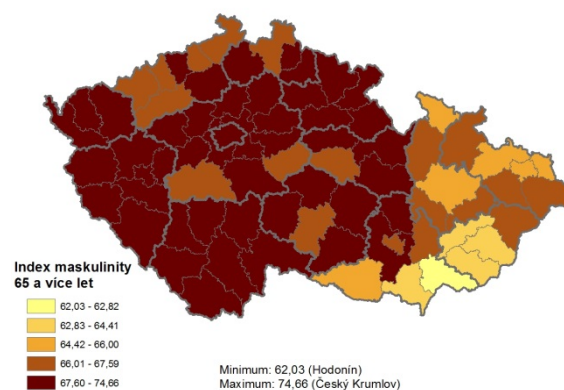 Index maskulinity
65 a více let
62,03 - 62,82
62,83 - 64,41
64,42 - 66,00
66,01 - 67,59
67,60 - 74,66
Minimum: 62,03 (Hodonín)
Maximum: 74,66 (Český Krumlov)